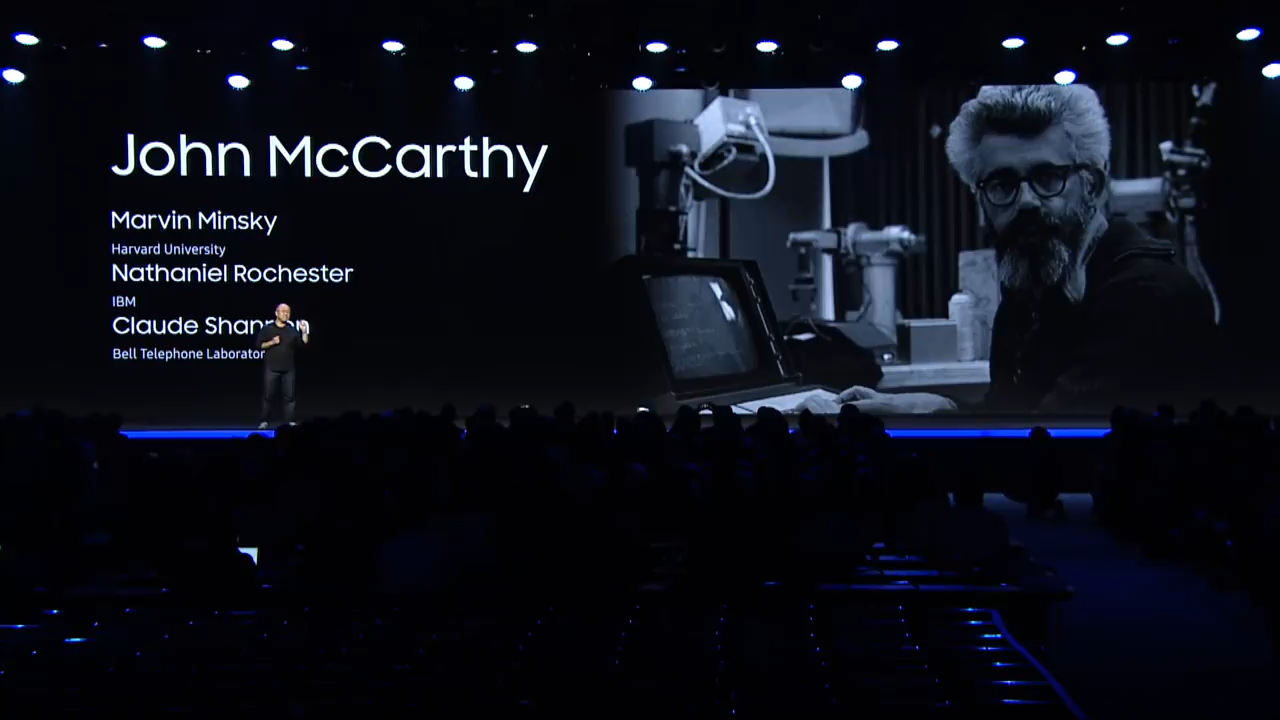 John McCarthy
Marvin Minsky
Harvard University
Nathaniel Rochester
IBM
Claude
Bell Telephone